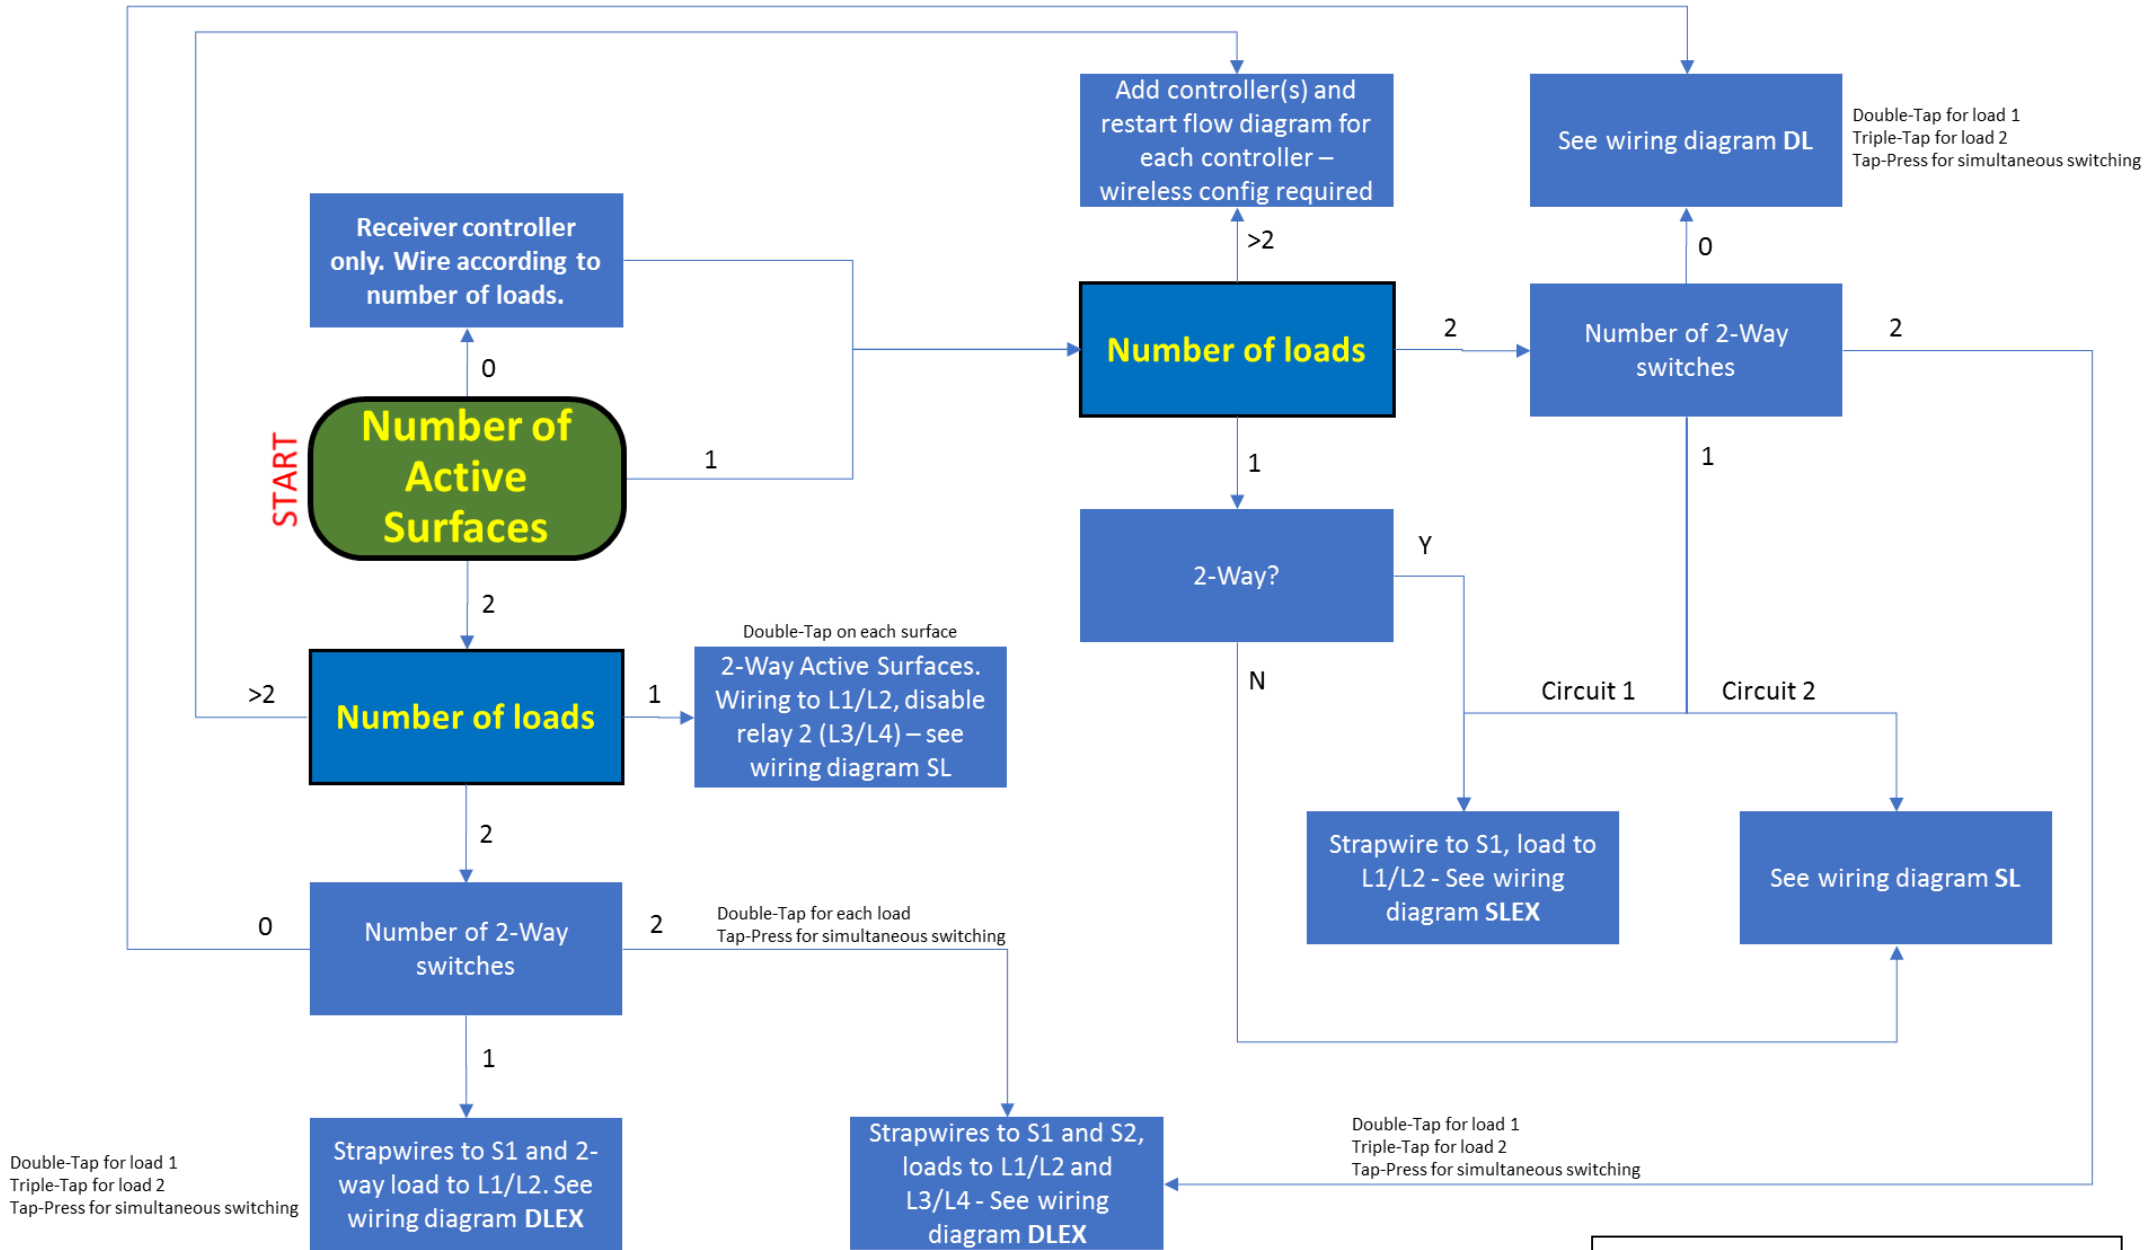 Add controller(s) and
restart flow diagram for
each controller –
wireless config required
See wiring diagram DL
Double-Tap for load 1
Triple-Tap for load 2
Tap-Press for simultaneous switching
Receiver controller
only. Wire according to
number of loads.
>2
0
0
Number of loads
2
Number of 2-Way
switches
2
START
Number of
Active
Surfaces
1
1
1
2
2-Way?
Y
N
Circuit 1
Circuit 2
Double-Tap on each surface
>2
Number of loads
1
2-Way Active Surfaces.
Wiring to L1/L2, disable
relay 2 (L3/L4) – see
wiring diagram SL
2
Strapwire to S1, load to
L1/L2 - See wiring
diagram SLEX
See wiring diagram SL
0
Number of 2-Way
switches
2
Double-Tap for each load
Tap-Press for simultaneous switching
1
Double-Tap for load 1
Triple-Tap for load 2
Tap-Press for simultaneous switching
Strapwires to S1 and 2-
way load to L1/L2. See
wiring diagram DLEX
Strapwires to S1 and S2,
loads to L1/L2 and
L3/L4 - See wiring
diagram DLEX
Double-Tap for load 1
Triple-Tap for load 2
Tap-Press for simultaneous switching